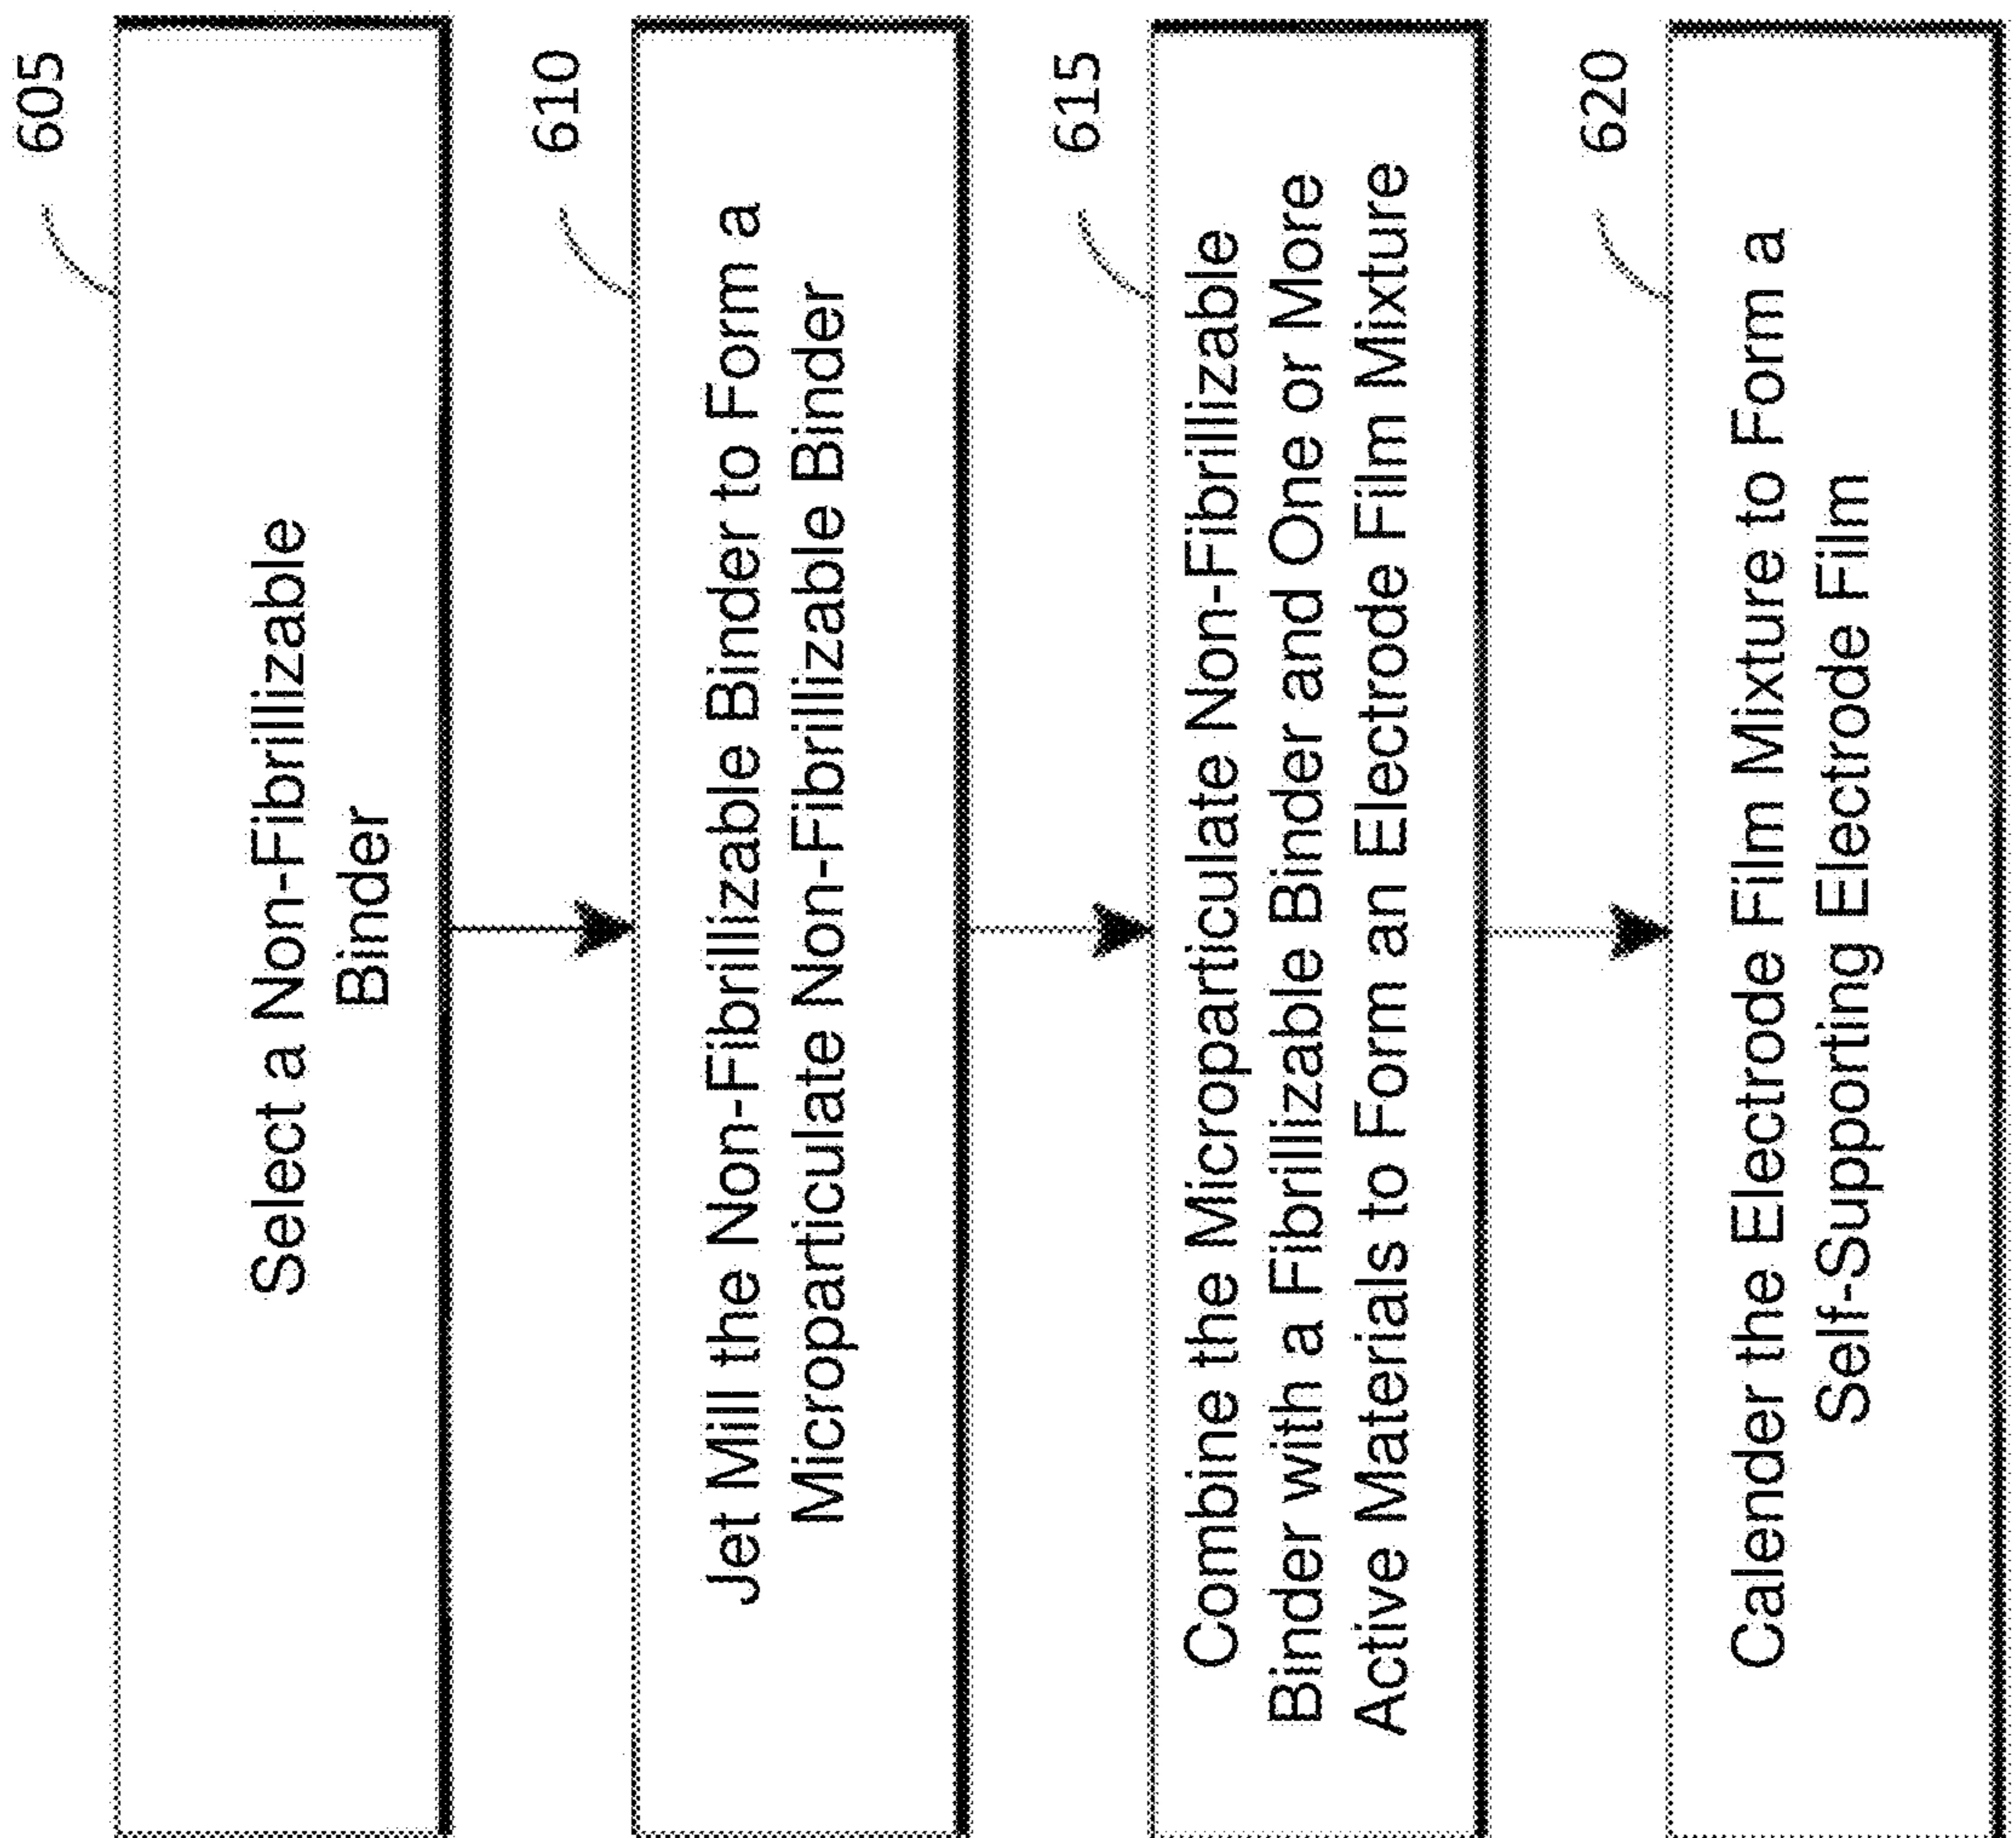 605
Select a Non-Fibrillizable
Binder
610
Jet Mill the Non-Fibrillizable Binder to Form a
Microparticulate Non-Fibrillizable Binder
615
Combine the Microparticulate Non-Fibrillizable
Binder with a Fibrillizable Binder and One or More
Active Materials to Form an Electrode Film Mixture
620
Calender the Electrode Film Mixture to Form a
Self-Supporting Electrode Film